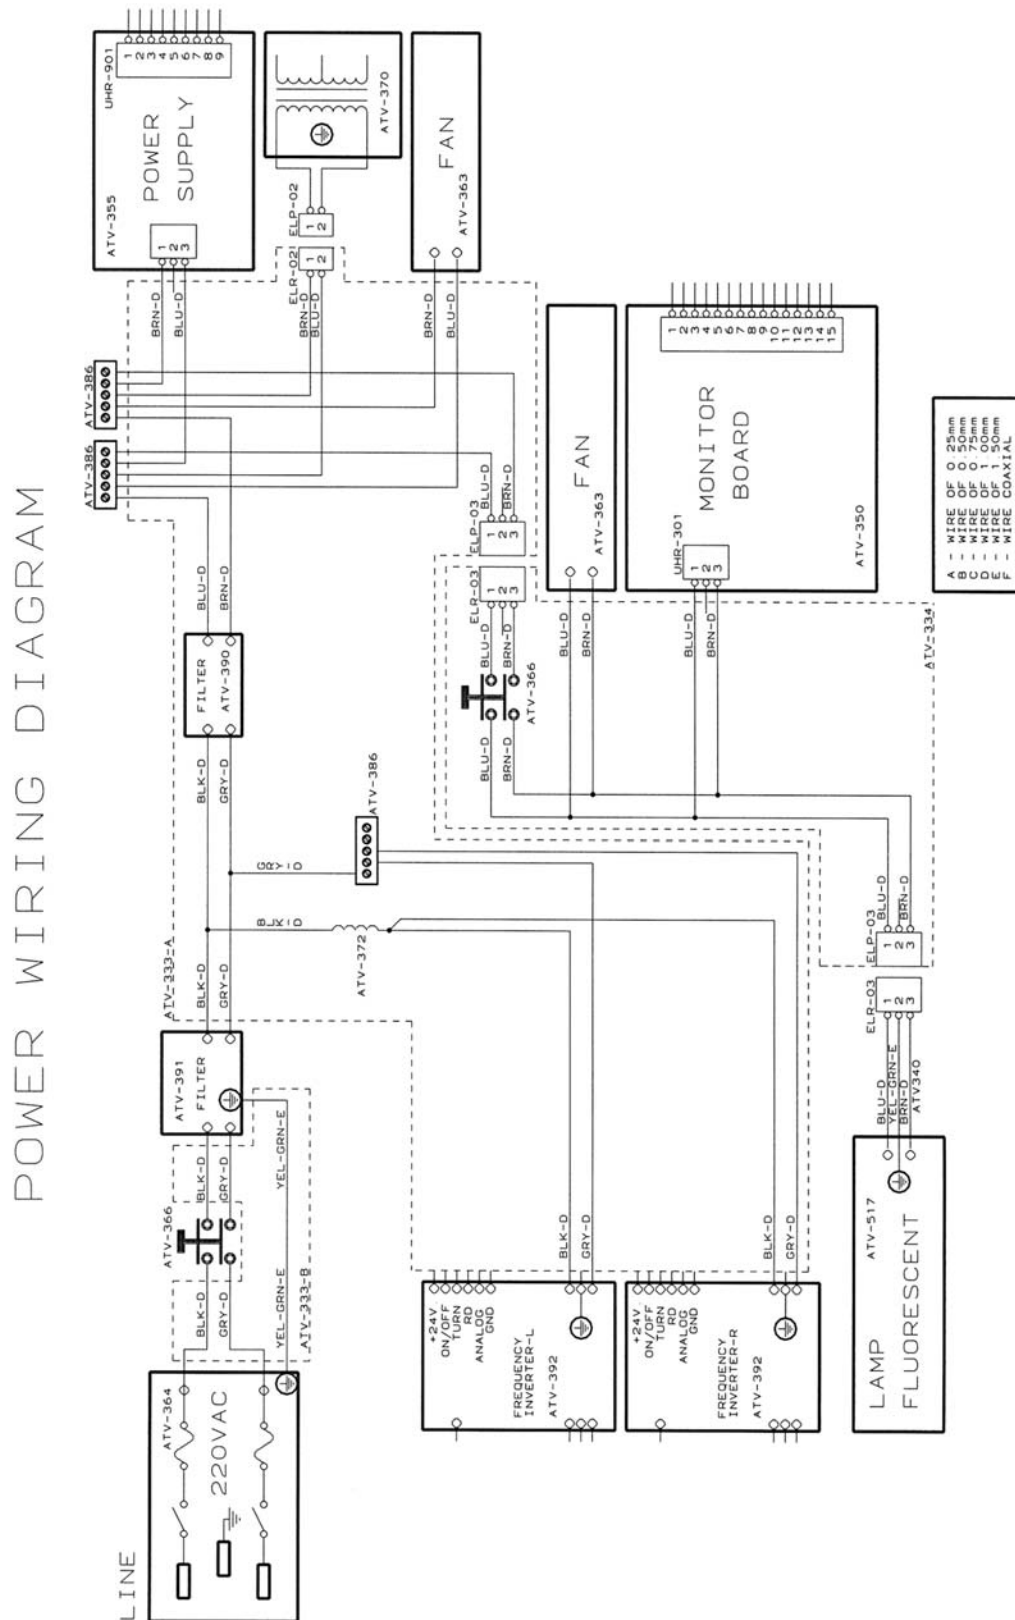 POWER WIRING DIAGRAM
LINE
ATV-364
220VAC
BLK-D
GRY-D
YEL-GRN-E
ATV-333-B
ATV-366
BLK-D
GRY-D
YEL-GRN-E
ATV-391
FILTER
ATV-333-A
BLK-D
GRY-D
BLK-D
GRY-D
ATV-372
ATV-386
BLK-D
GRY-D
FILTER
ATV-390
BLU-D
BRN-D
ATV-386
ATV-386
BRN-D
BLU-D
1
2
3
ATV-355
POWER
SUPPLY
UHR-901
1
2
3
4
5
6
7
8
9
BRN-D
BLU-D
ELR-02
1
2
ELP-02
1
2
ATV-370
BRN-D
BLU-D
FAN
ATV-363
BLU-D
BRN-D
ELP-03
1
2
3
ELR-03
1
2
3
BLU-D
BRN-D
ATV-366
BLU-D
BRN-D
BLU-D
BRN-D
FAN
ATV-363
BLU-D
BRN-D
UHR-301
1
2
3
MONITOR
BOARD
ATV-350
1
2
3
4
5
6
7
8
9
10
11
12
13
14
15
ATV-334
BLU-D
BRN-D
ELP-03
1
2
3
ELR-03
1
2
3
BLU-D
YEL-GRN-E
BRN-D
ATV340
ATV-517
LAMP
FLUORESCENT
+24V
ON/OFF
TURN
RD
ANALOG
GND
FREQUENCY
INVERTER-L
ATV-392
BLK-D
GRY-D
+24V
ON/OFF
TURN
RD
ANALOG
GND
FREQUENCY
INVERTER-R
ATV-392
BLK-D
GRY-D
A - WIRE OF 0.25mm
B - WIRE OF 0.50mm
C - WIRE OF 0.75mm
D - WIRE OF 1.00mm
E - WIRE OF 1.50mm
F - WIRE COAXIAL